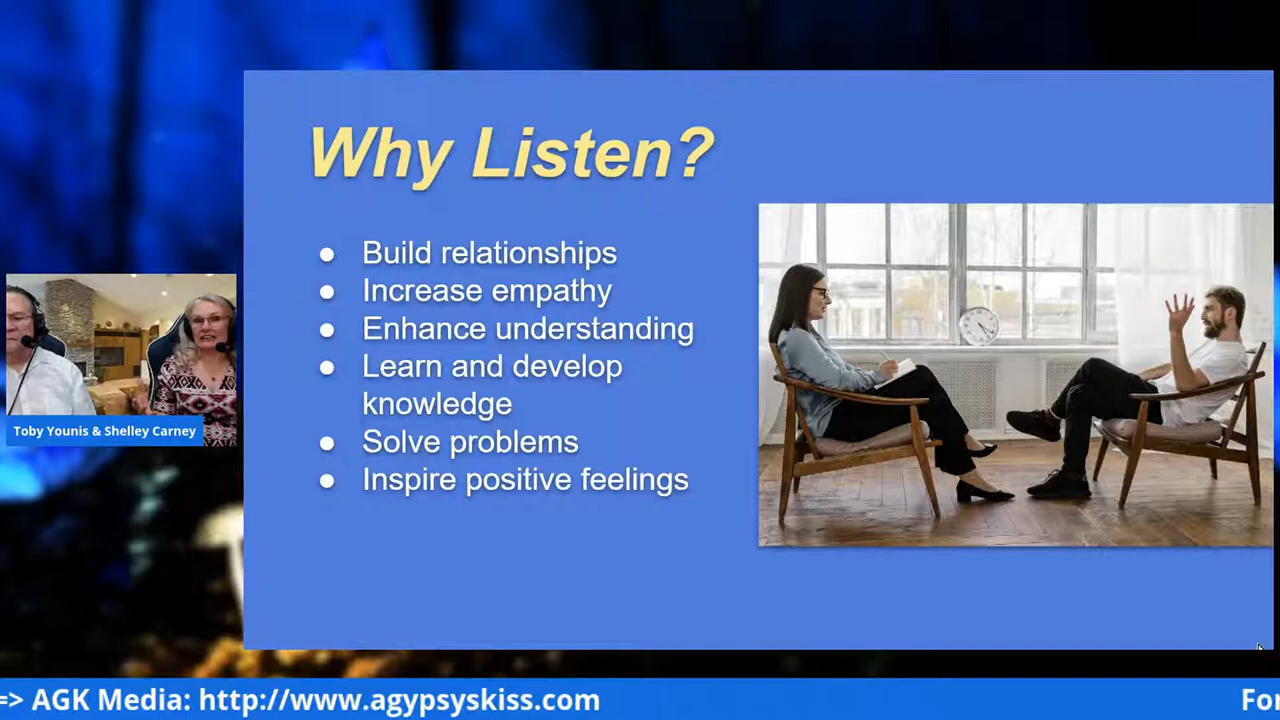 Why Listen?
● Build relationships
● Increase empathy
● Enhance understanding
● Learn and develop
knowledge
● Solve problems
● Inspire positive feelings
Toby Younis & Shelley Carney
=> AGK Media: http://www.agypsyskiss.com